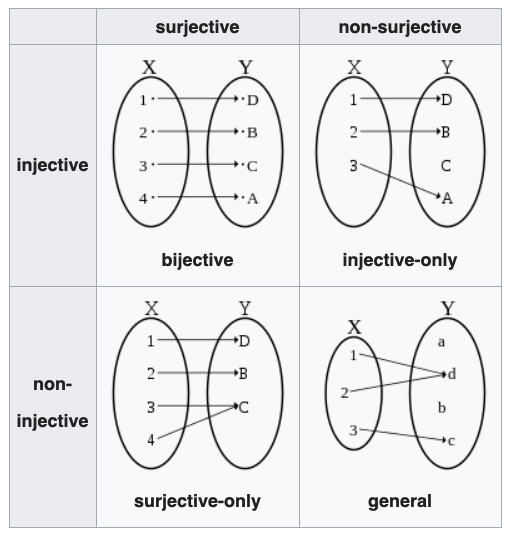 surjective non-surjective
injective
X Y
1 D
2 B
3 C
4 A
bijective
X Y
1 D
2 B
3 C
A
injective-only
non-
injective
X Y
1 D
2 B
3 C
4
surjective-only
X Y
a
1
d
2
b
3
c
general